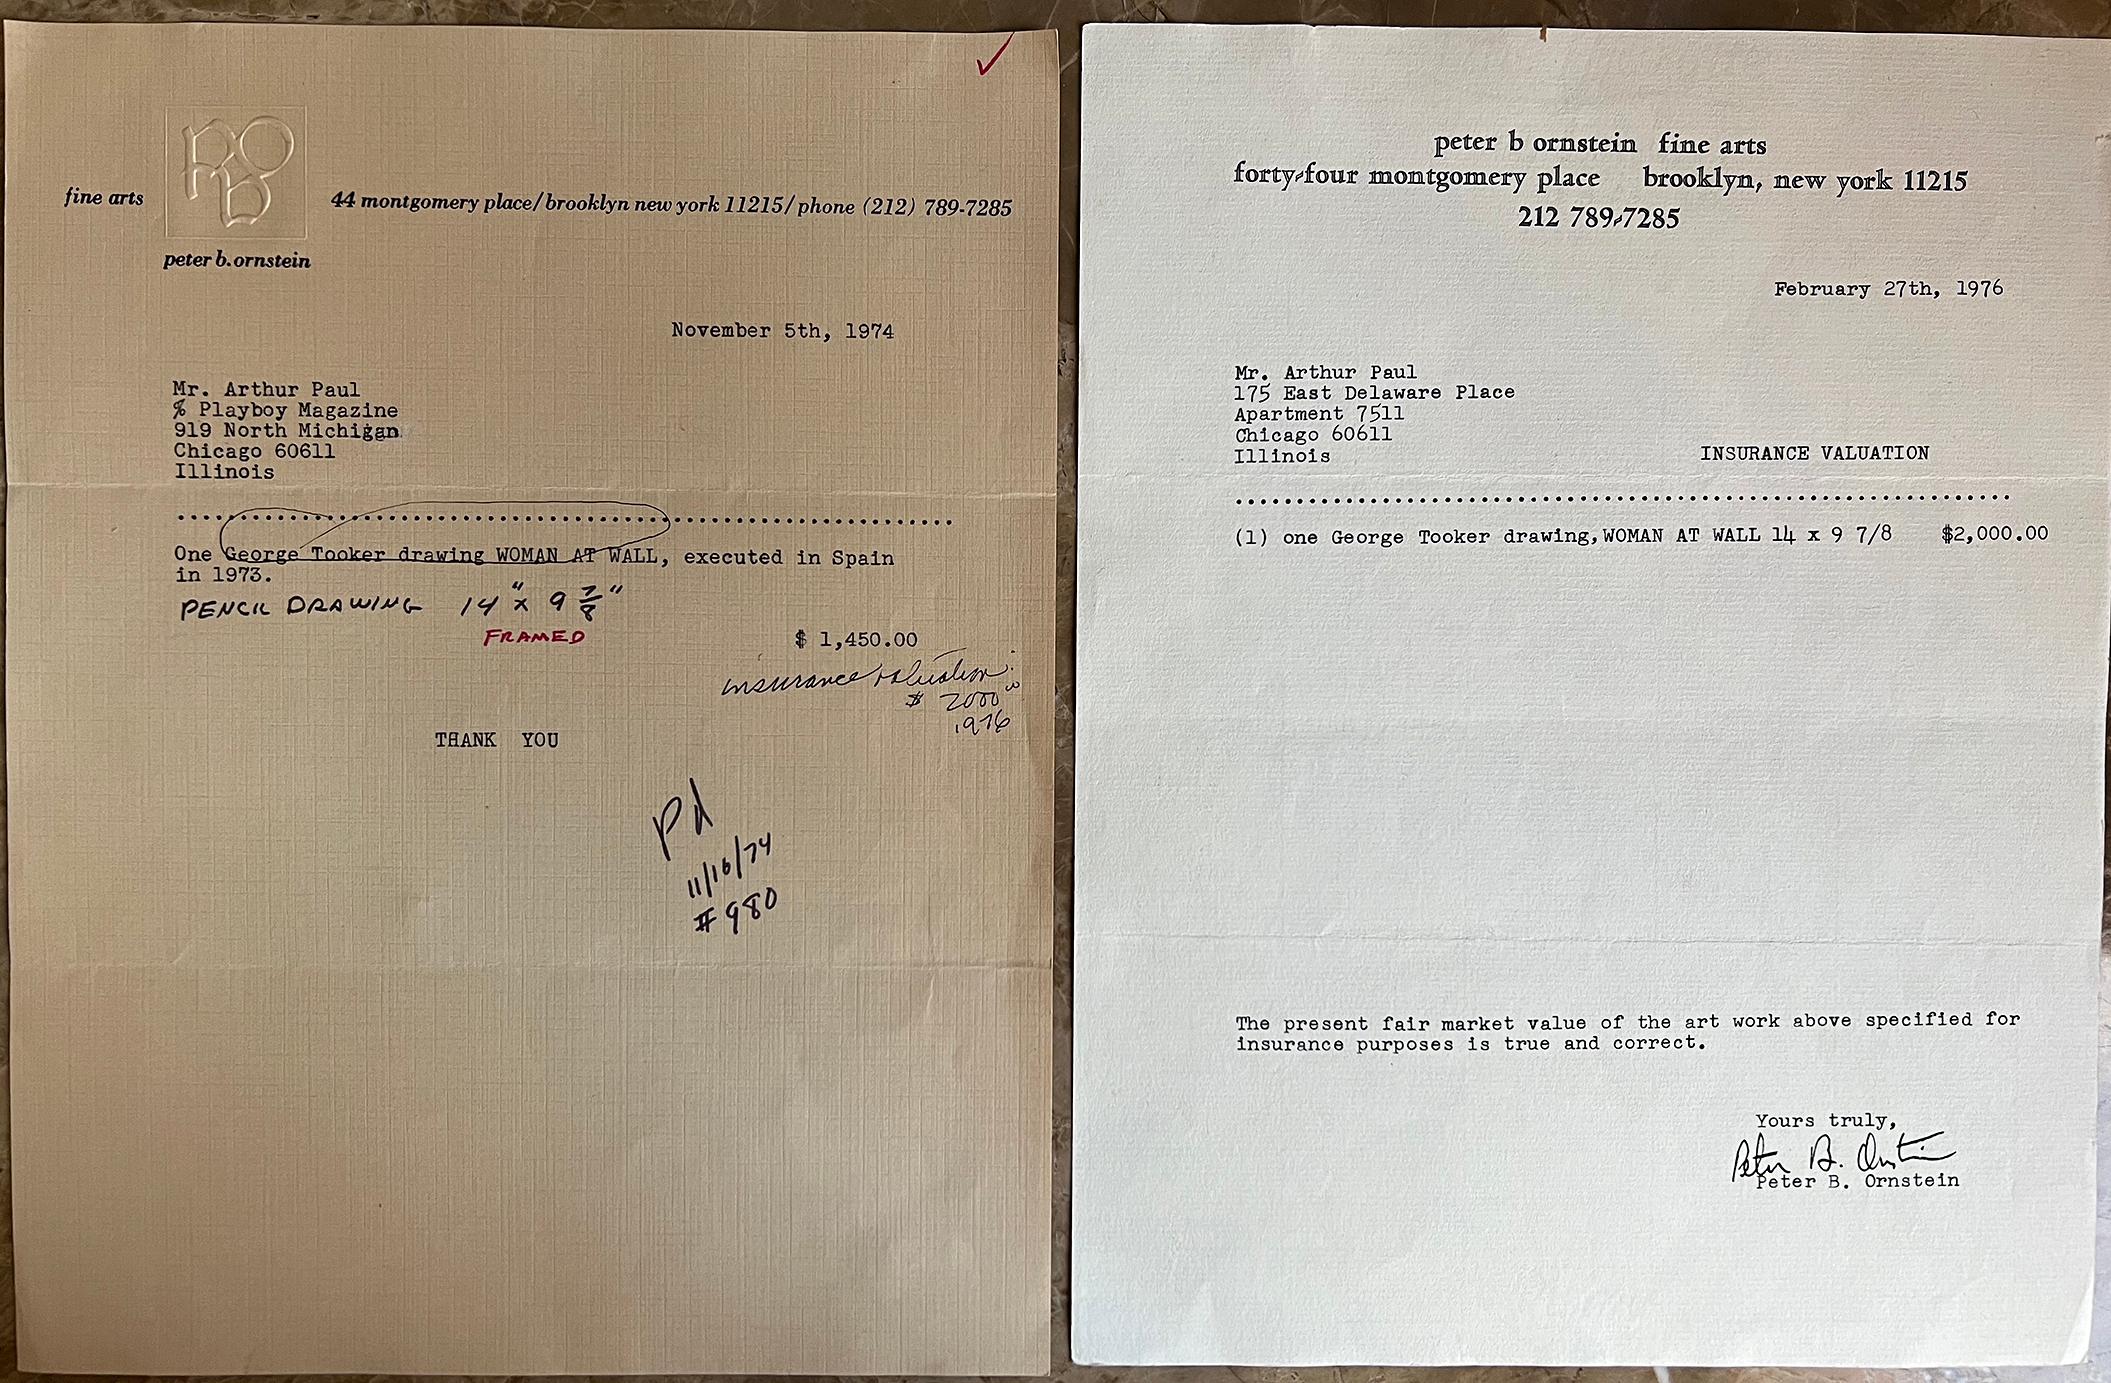 fine arts
PBO
44 montgomery place/brooklyn new york 11215/phone (212) 789-7285
peter b. ornstein
November 5th, 1974
Mr. Arthur Paul
% Playboy Magazine
919 North Michigan
Chicago 60611
Illinois
One George Tooker drawing WOMAN AT WALL, executed in Spain
in 1973.
PENCIL DRAWING 14" x 9 7/8"
FRAMED
$ 1,450.00
insurance valuation:
$ 2000 00
1976
THANK YOU
Pd
11/16/74
#980
peter b ornstein fine arts
forty-four montgomery place brooklyn, new york 11215
212 789-7285
February 27th, 1976
Mr. Arthur Paul
175 East Delaware Place
Apartment 7511
Chicago 60611
Illinois
INSURANCE VALUATION
(1) one George Tooker drawing, WOMAN AT WALL 14 x 9 7/8 $2,000.00
The present fair market value of the art work above specified for
insurance purposes is true and correct.
Yours truly,
Peter B. Ornstein
Peter B. Ornstein